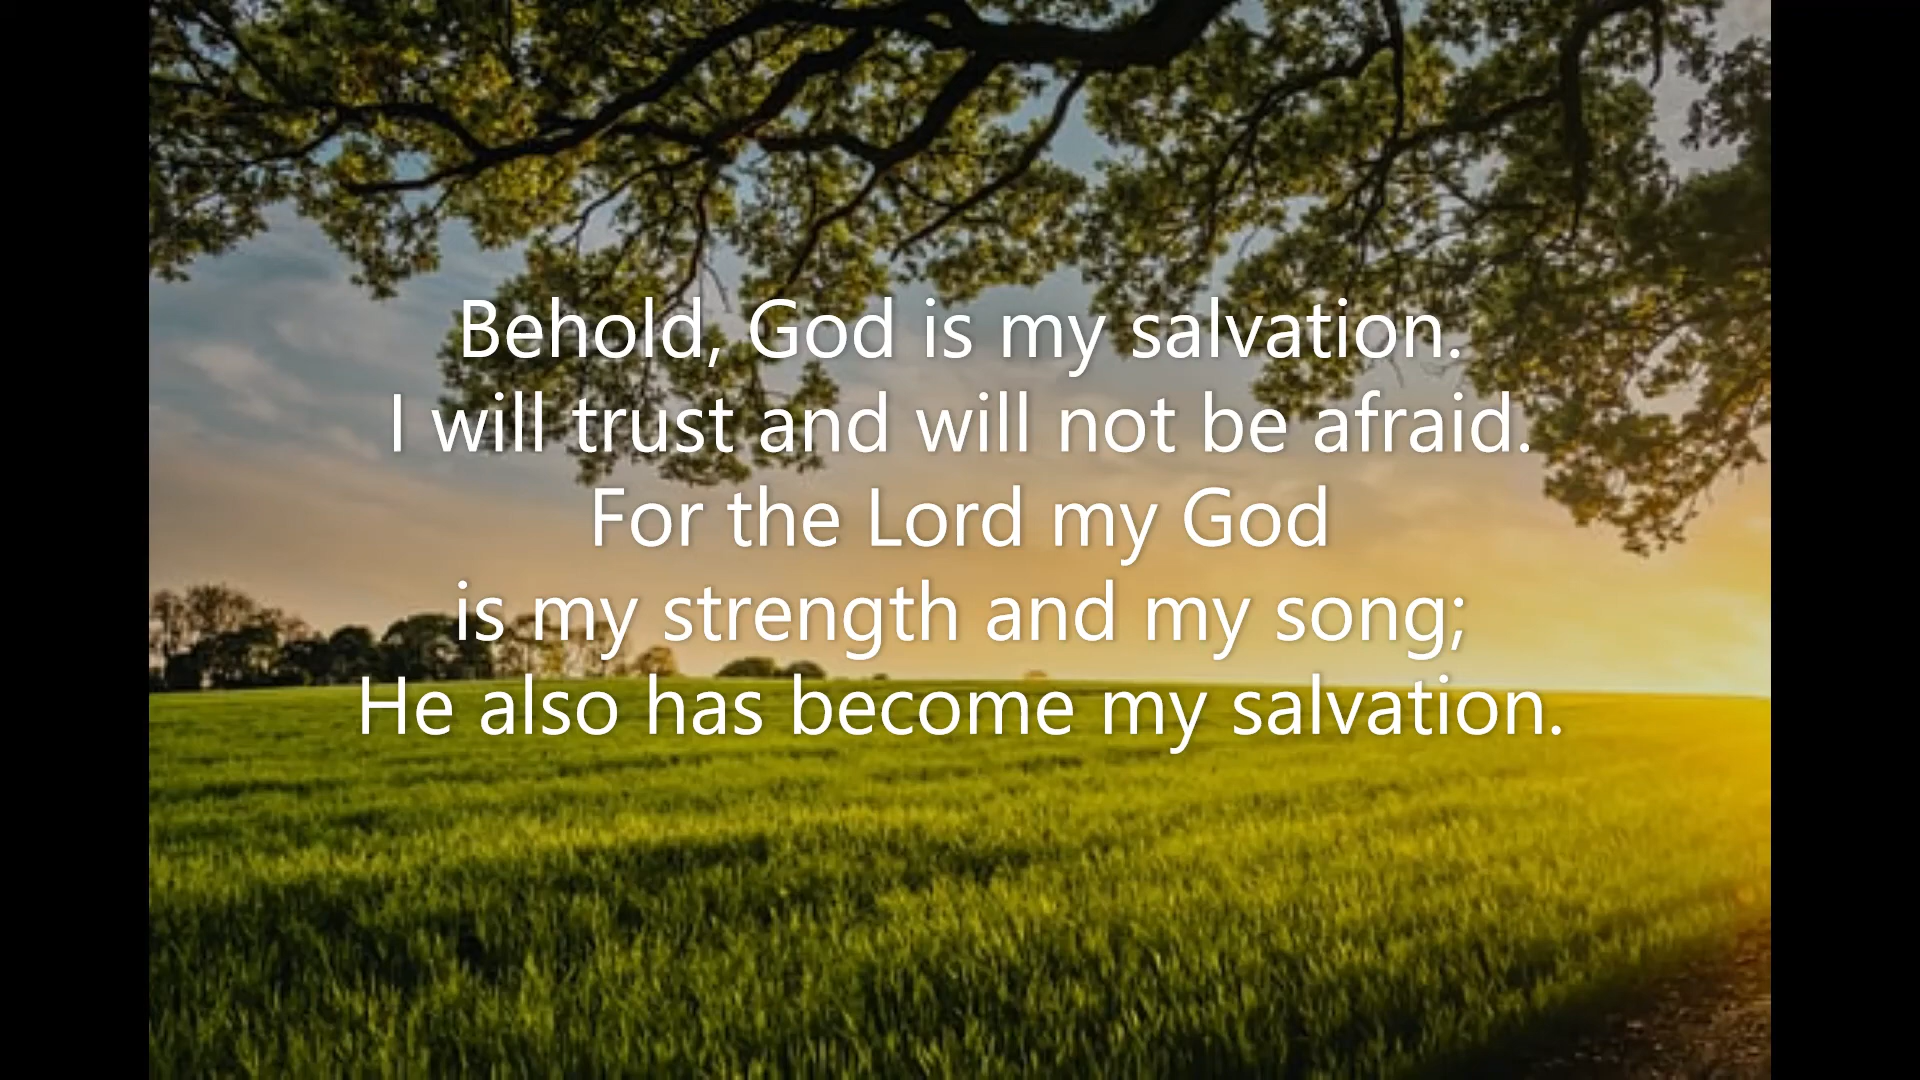 Behold, God is my salvation.
I will trust and will not be afraid.
For the Lord my God
is my strength and my song;
He also has become my salvation.